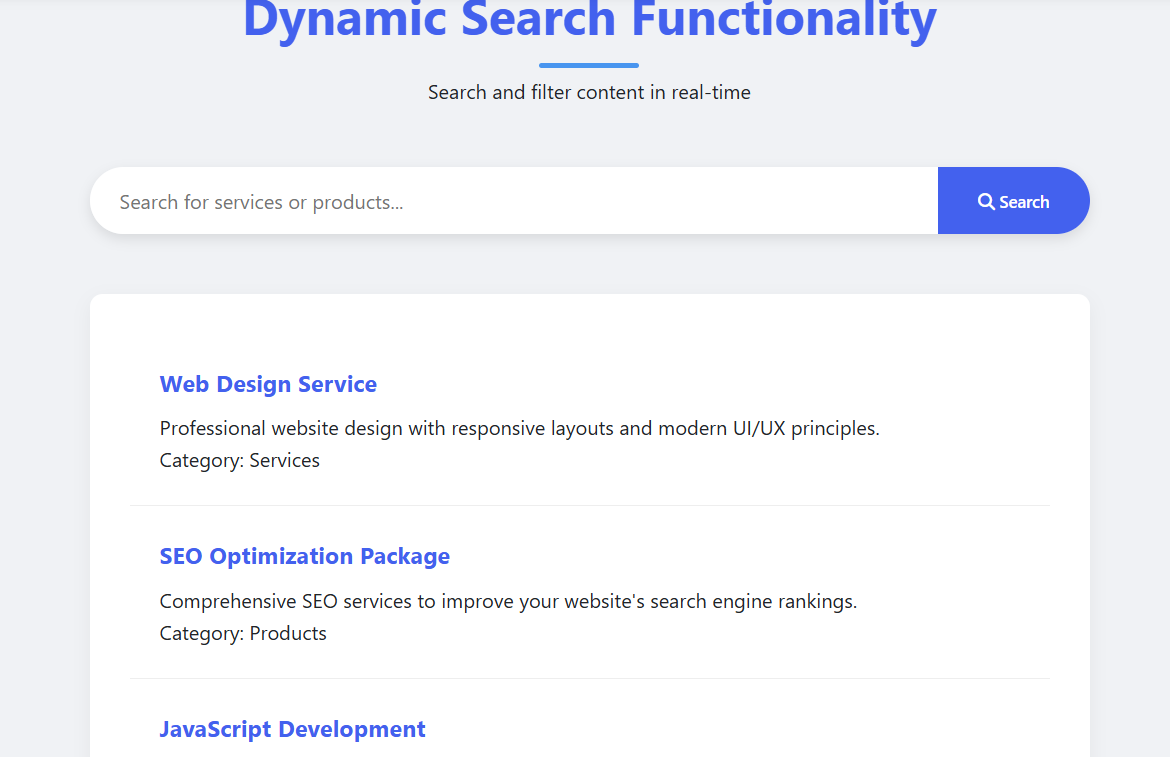 Dynamic Search Functionality
Search and filter content in real-time
Search for services or products...
Search
Web Design Service
Professional website design with responsive layouts and modern UI/UX principles.
Category: Services
SEO Optimization Package
Comprehensive SEO services to improve your website's search engine rankings.
Category: Products
JavaScript Development